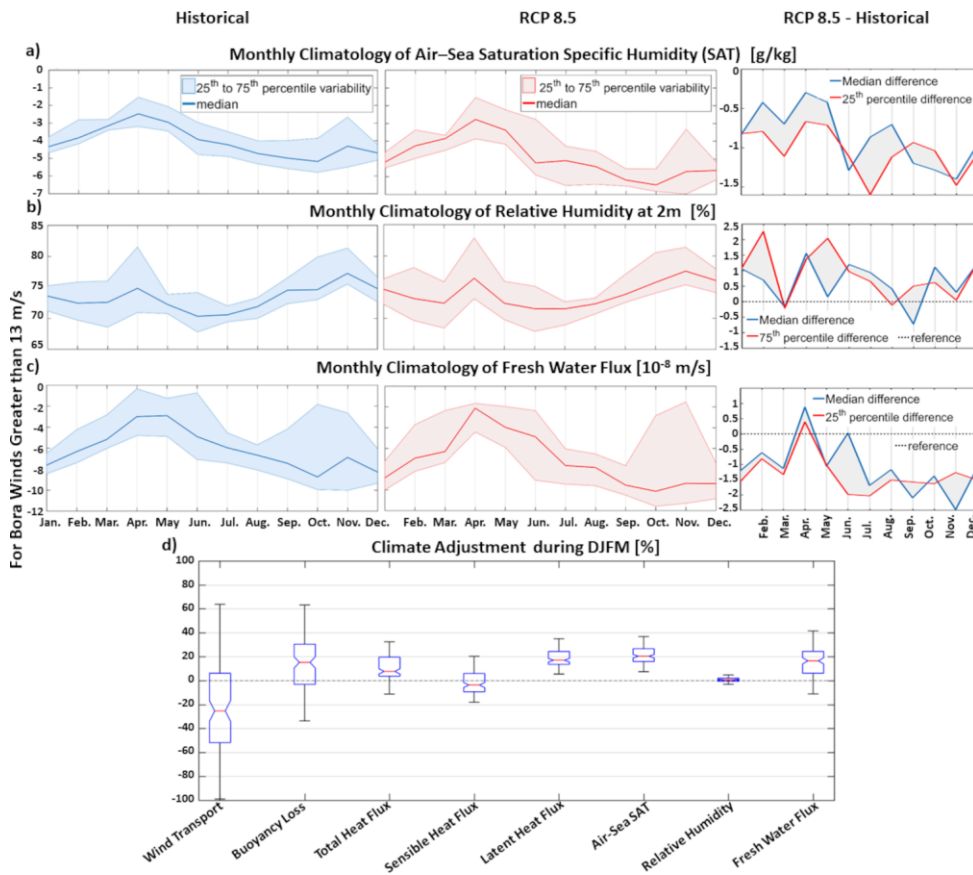 Historical
RCP 8.5
RCP 8.5 - Historical
a) Monthly Climatology of Air–Sea Saturation Specific Humidity (SAT) [g/kg]
0
-1
-2
-3
-4
-5
-6
-7
25th to 75th percentile variability
median
25th to 75th percentile variability
median
-0.5
-1
-1.5
Median difference
25th percentile difference
b) Monthly Climatology of Relative Humidity at 2m [%]
85
80
75
70
65
2.5
2
1.5
1
0.5
0
-0.5
-1
-1.5
Median difference
75th percentile difference
reference
c) Monthly Climatology of Fresh Water Flux [10-8 m/s]
0
-2
-4
-6
-8
-10
-12
1
0.5
0
-0.5
-1
-1.5
-2
-2.5
Median difference
25th percentile difference
reference
Jan. Feb. Mar. Apr. May Jun. Jul. Aug. Sep. Oct. Nov. Dec.
Feb. Mar. Apr. May Jun. Jul. Aug. Sep. Oct. Nov. Dec.
Feb. Mar. Apr. May Jun. Jul. Aug. Sep. Oct. Nov. Dec.
For Bora Winds Greater than 13 m/s
d) Climate Adjustment during DJFM [%]
100
80
60
40
20
0
-20
-40
-60
-80
-100
Wind Transport
Buoyancy Loss
Total Heat Flux
Sensible Heat Flux
Latent Heat Flux
Air-Sea SAT
Relative Humidity
Fresh Water Flux